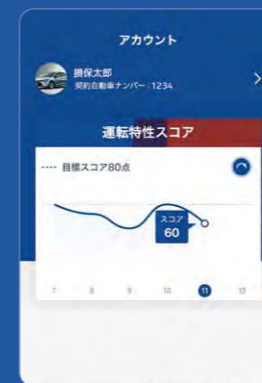 アカウント
損保太郎
契約自動車ナンバー：1234
運転特性スコア
---- 目標スコア80点
スコア
60
7 8 9 10 11 12